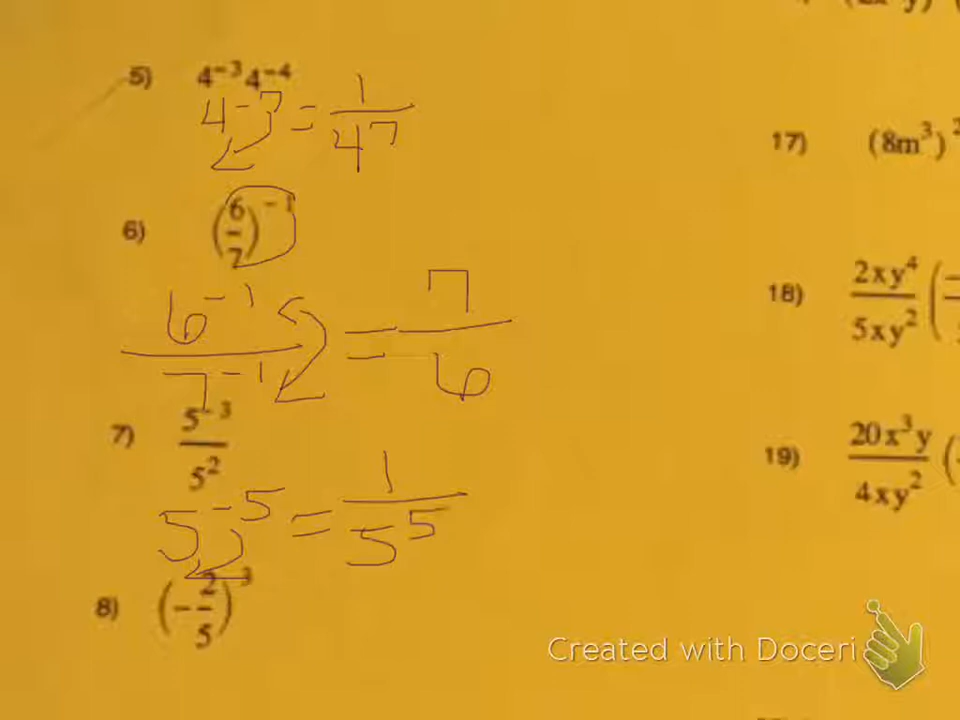 5) 4⁻³4⁻⁴
4⁻⁷ = 1/4⁷
6) (6/7)⁻¹
6⁻¹/7⁻¹ = 7/6
7) 5⁻³/5²
5⁻⁵ = 1/5⁵
8) (-2/5)³
17) (8m³)²
18) 2xy⁴/5xy² (
19) 20x³y/4xy² (
Created with Doceri